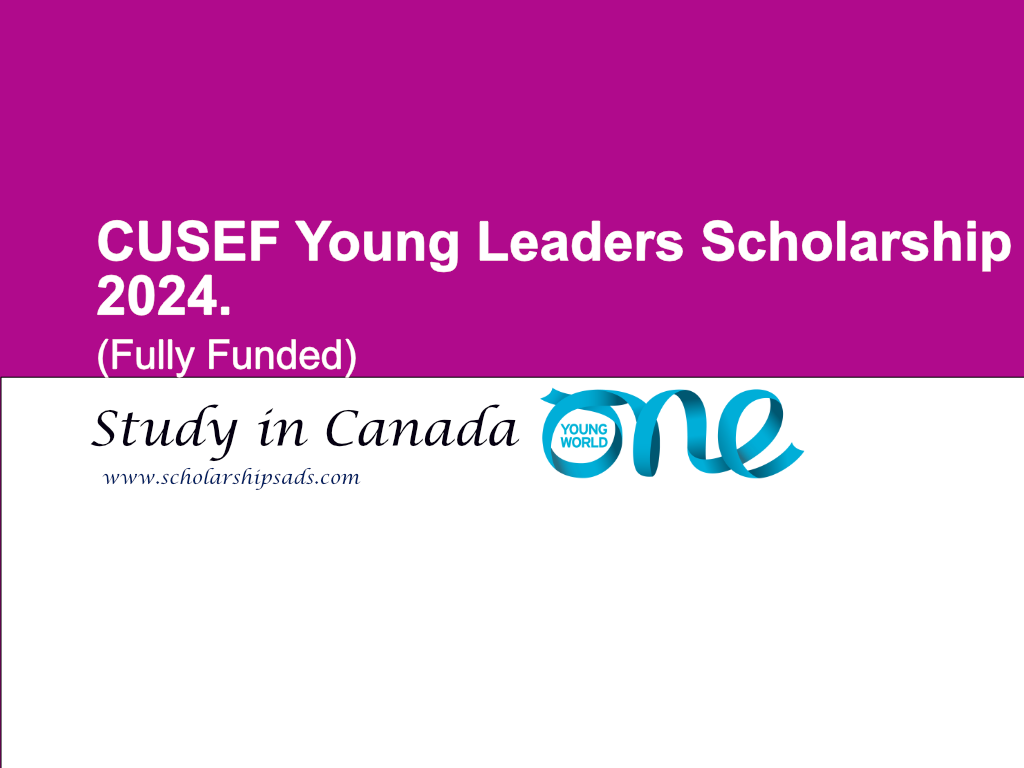 CUSEF Young Leaders Scholarship
2024.
(Fully Funded)
Study in Canada
one
YOUNG
WORLD
www.scholarshipsads.com